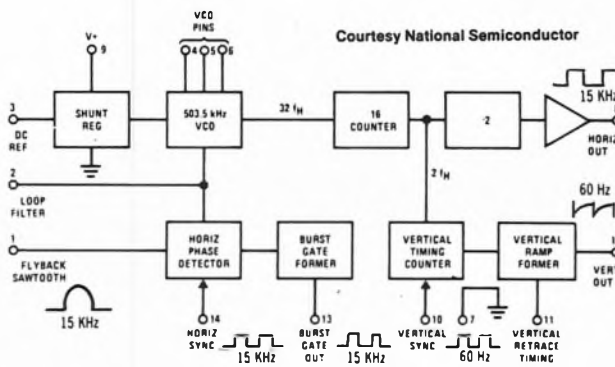 Courtesy National Semiconductor
VCO
PINS
V+
9
4
5
6
15 KHz
3
DC
REF
SHUNT
REG
503.5 kHz
VCO
32 fH
16
COUNTER
·2
HORIZ
OUT
2
LOOP
FILTER
2 fH
60 Hz
1
FLYBACK
SAWTOOTH
HORIZ
PHASE
DETECTOR
BURST
GATE
FORMER
VERTICAL
TIMING
COUNTER
VERTICAL
RAMP
FORMER
VERT
OUT
15 KHz
14
HORIZ
SYNC
15 KHz
13
BURST
GATE OUT
15 KHz
10
VERTICAL
SYNC
7
60 Hz
11
VERTICAL
RETRACE
TIMING